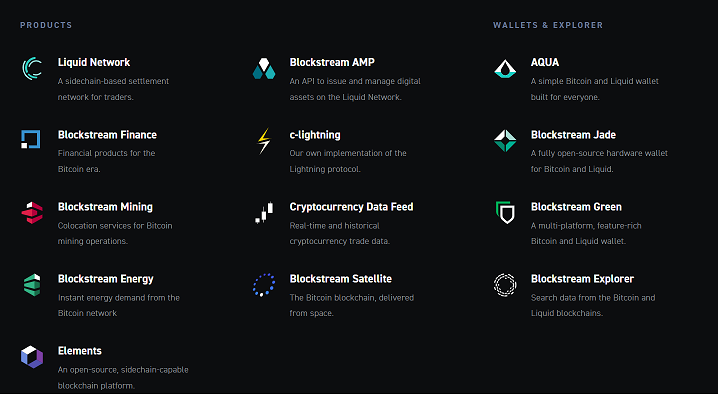 PRODUCTS
Liquid Network
A sidechain-based settlement
network for traders.
Blockstream Finance
Financial products for the
Bitcoin era.
Blockstream Mining
Colocation services for Bitcoin
mining operations.
Blockstream Energy
Instant energy demand from the
Bitcoin network
Elements
An open-source, sidechain-capable
blockchain platform.
Blockstream AMP
An API to issue and manage digital
assets on the Liquid Network.
c-lightning
Our own implementation of the
Lightning protocol.
Cryptocurrency Data Feed
Real-time and historical
cryptocurrency trade data.
Blockstream Satellite
The Bitcoin blockchain, delivered
from space.
WALLETS & EXPLORER
AQUA
A simple Bitcoin and Liquid wallet
built for everyone.
Blockstream Jade
A fully open-source hardware wallet
for Bitcoin and Liquid.
Blockstream Green
A multi-platform, feature-rich
Bitcoin and Liquid wallet.
Blockstream Explorer
Search data from the Bitcoin and
Liquid blockchains.